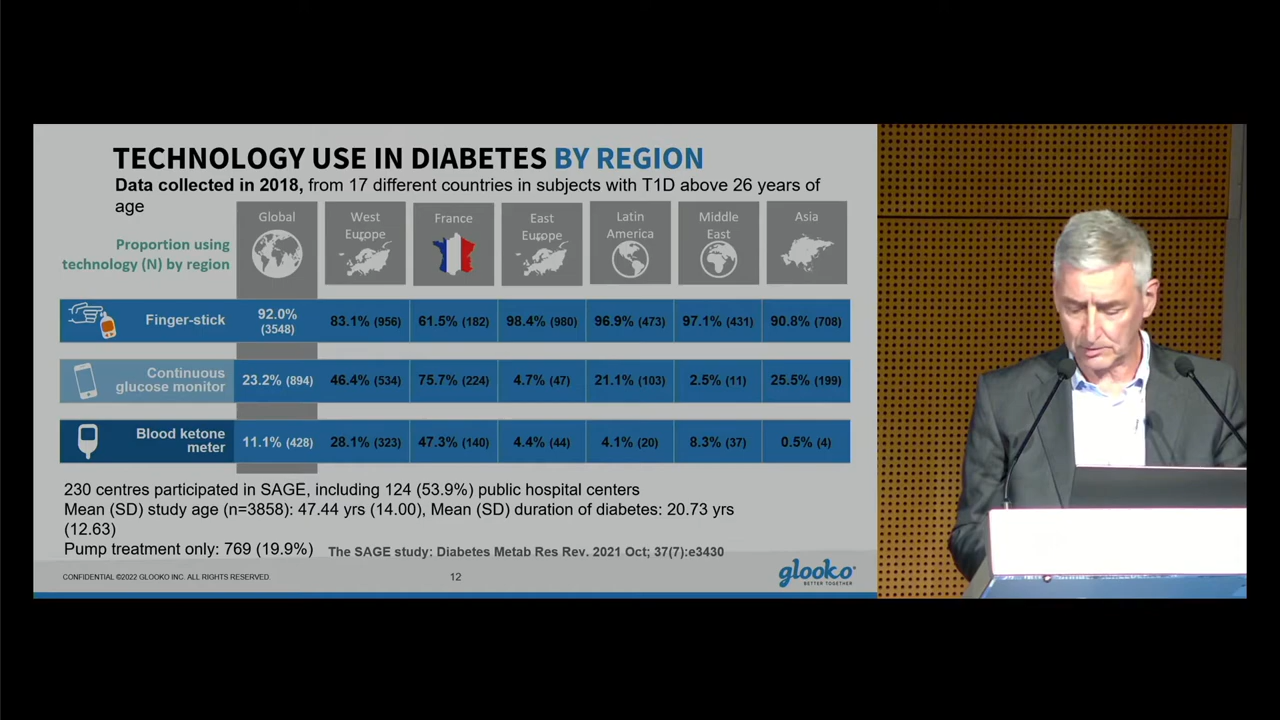 TECHNOLOGY USE IN DIABETES BY REGION
Data collected in 2018, from 17 different countries in subjects with T1D above 26 years of
age
Proportion using
technology (N) by region
Global
West
Europe
France
East
Europe
Latin
America
Middle
East
Asia
Finger-stick
92.0%
(3548)
83.1% (956)
61.5% (182)
98.4% (980)
96.9% (473)
97.1% (431)
90.8% (708)
Continuous
glucose monitor
23.2% (894)
46.4% (534)
75.7% (224)
4.7% (47)
21.1% (103)
2.5% (11)
25.5% (199)
Blood ketone
meter
11.1% (428)
28.1% (323)
47.3% (140)
4.4% (44)
4.1% (20)
8.3% (37)
0.5% (4)
230 centres participated in SAGE, including 124 (53.9%) public hospital centers
Mean (SD) study age (n=3858): 47.44 yrs (14.00), Mean (SD) duration of diabetes: 20.73 yrs
(12.63)
Pump treatment only: 769 (19.9%)
The SAGE study: Diabetes Metab Res Rev. 2021 Oct; 37(7):e3430
CONFIDENTIAL ©2022 GLOOKO INC. ALL RIGHTS RESERVED.
12
glooko
BETTER TOGETHER